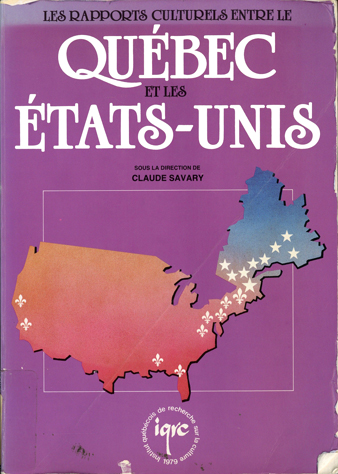 LES RAPPORTS CULTURELS ENTRE LE
QUÉBEC
ET LES
ÉTATS-UNIS
SOUS LA DIRECTION DE
CLAUDE SAVARY
Institut québécois de recherche sur la culture 1979
iqrc